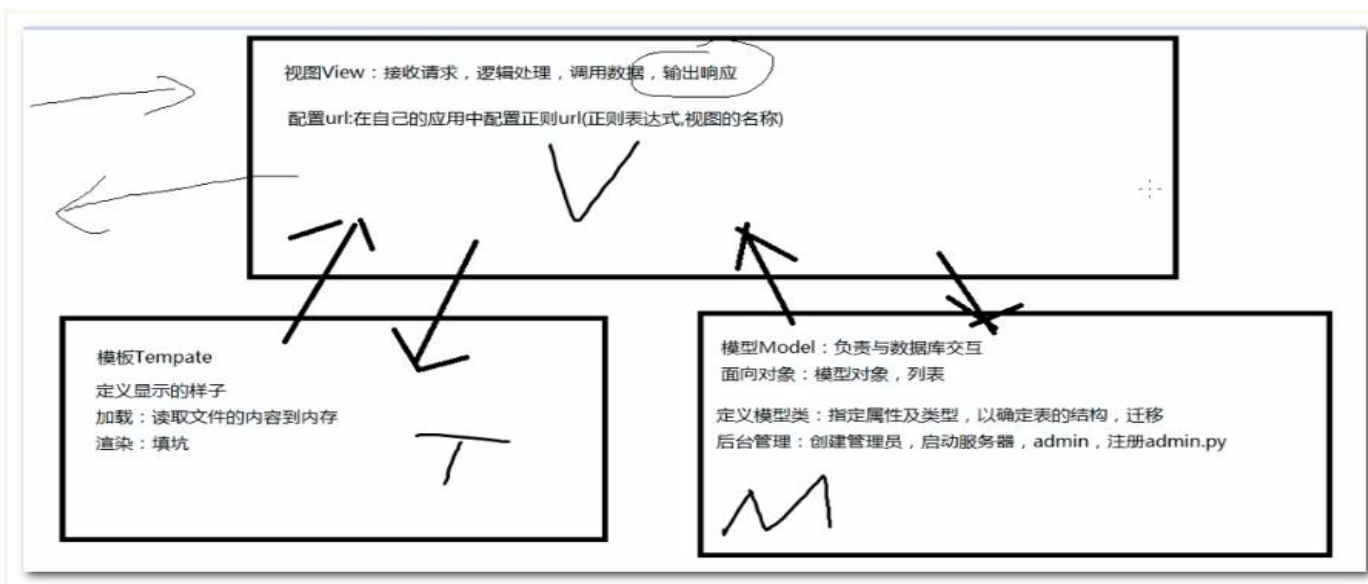 视图View：接收请求，逻辑处理，调用数据，输出响应
配置url:在自己的应用中配置正则url(正则表达式,视图的名称)
V
模板Tempate
定义显示的样子
加载：读取文件的内容到内存
渲染：填坑
T
模型Model：负责与数据库交互
面向对象：模型对象，列表
定义模型类：指定属性及类型，以确定表的结构，迁移
后台管理：创建管理员，启动服务器，admin，注册admin.py
M